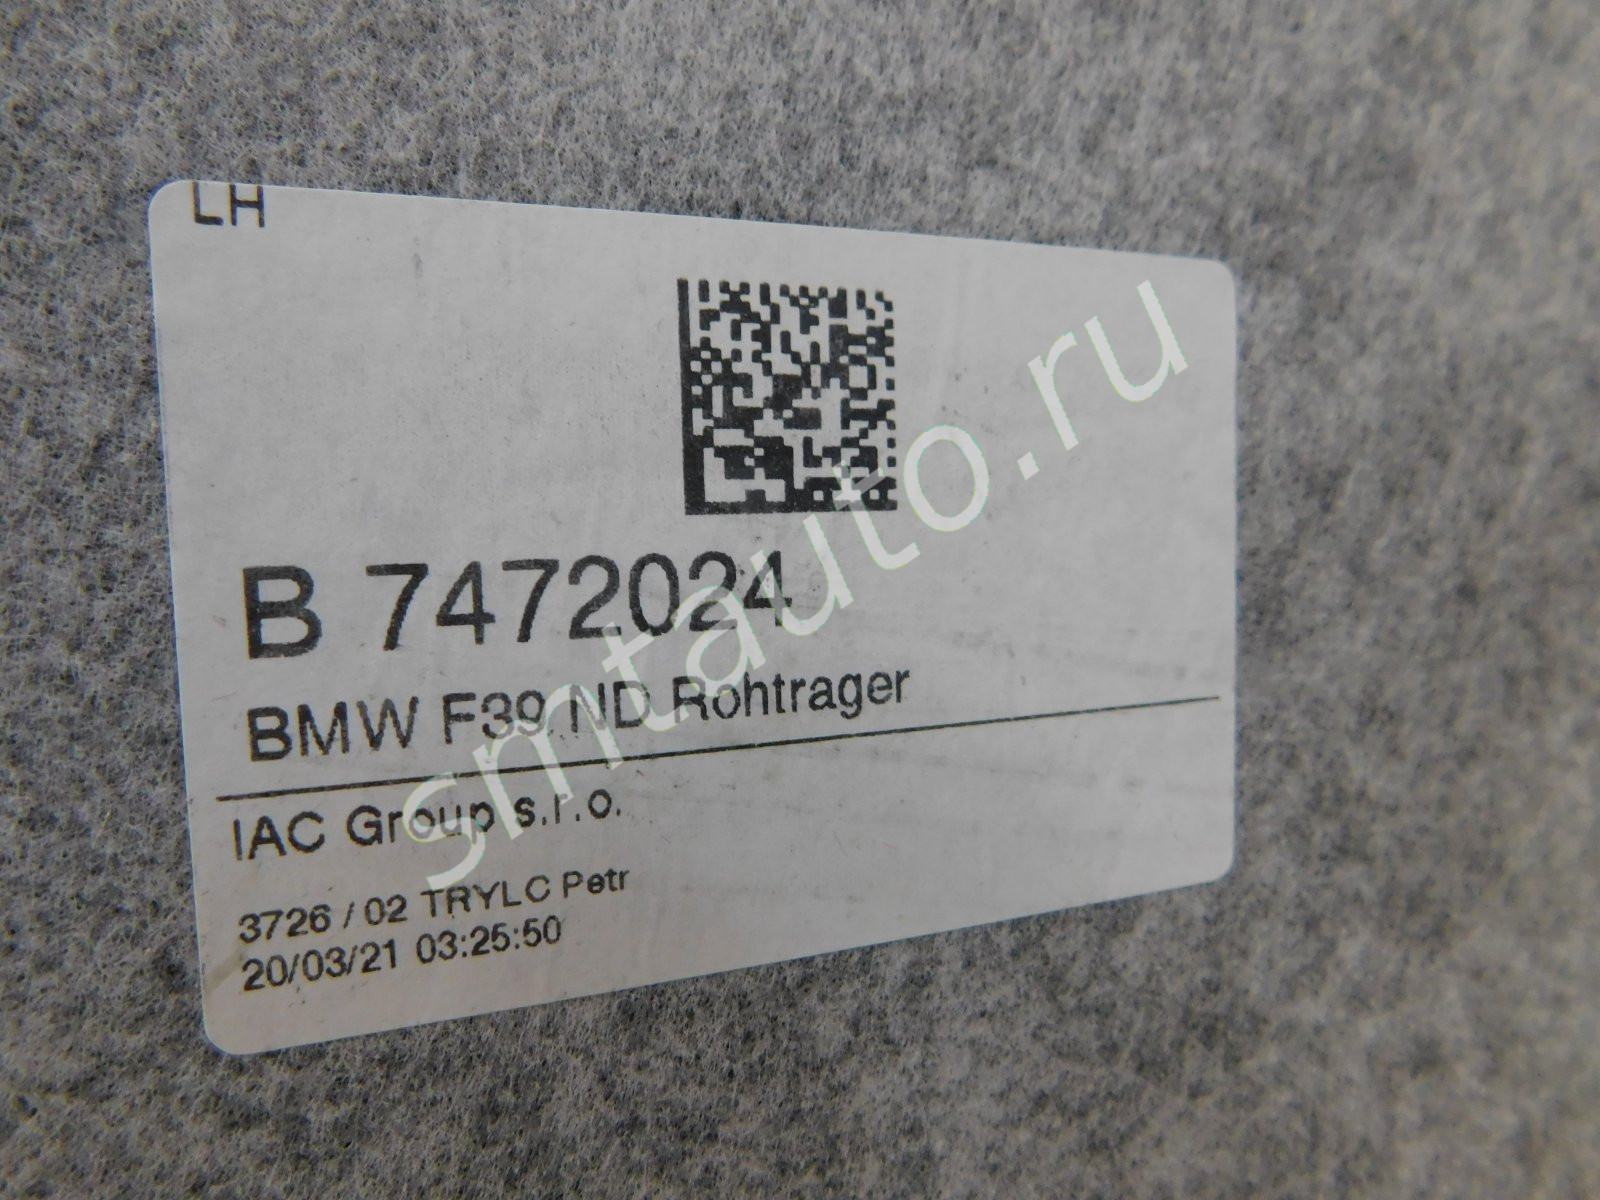 LH
B 7472024
BMW F39 ND Rohtrager
IAC Group s.r.o.
3726 / 02 TRYLC Petr
20/03/21 03:25:50
smtauto.ru